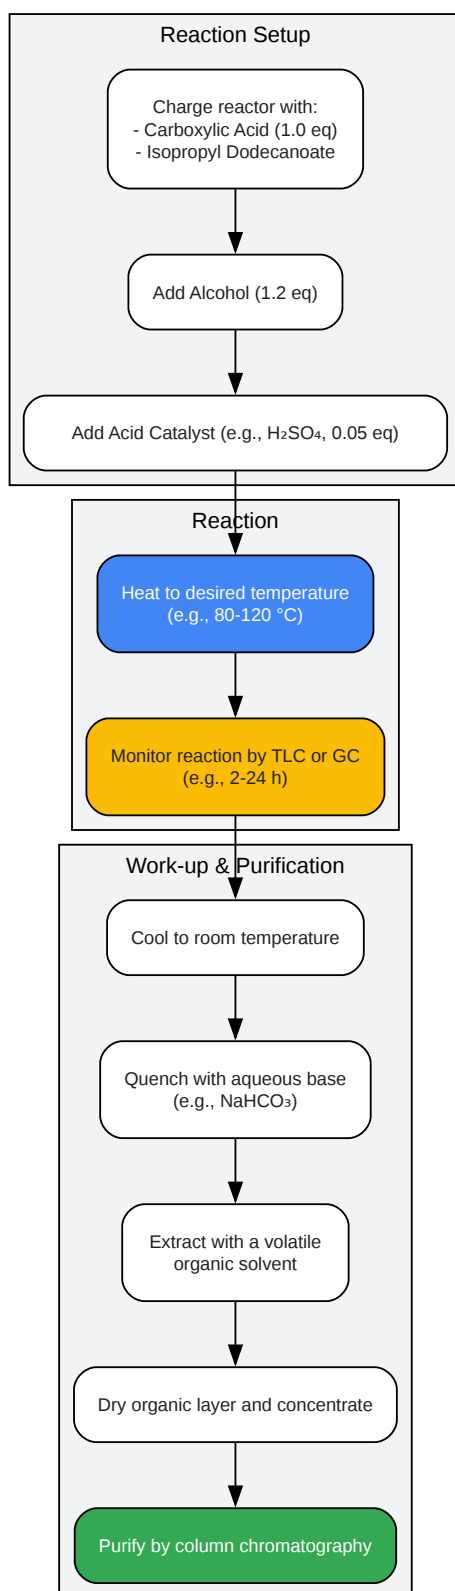 Reaction Setup
Charge reactor with:
- Carboxylic Acid (1.0 eq)
- Isopropyl Dodecanoate
Add Alcohol (1.2 eq)
Add Acid Catalyst (e.g., H₂SO₄, 0.05 eq)
Reaction
Heat to desired temperature
(e.g., 80-120 °C)
Monitor reaction by TLC or GC
(e.g., 2-24 h)
Work-up & Purification
Cool to room temperature
Quench with aqueous base
(e.g., NaHCO₃)
Extract with a volatile
organic solvent
Dry organic layer and concentrate
Purify by column chromatography